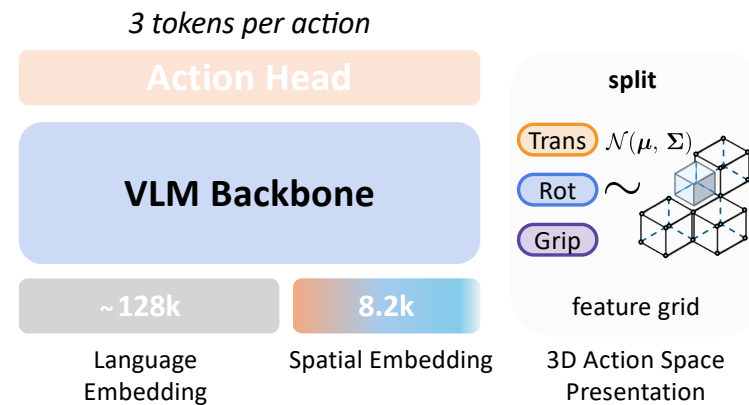 3 tokens per action
Action Head
VLM Backbone
~128k
8.2k
Language
Embedding
Spatial Embedding
split
Trans
𝒩(μ, Σ)
Rot
~
Grip
feature grid
3D Action Space
Presentation